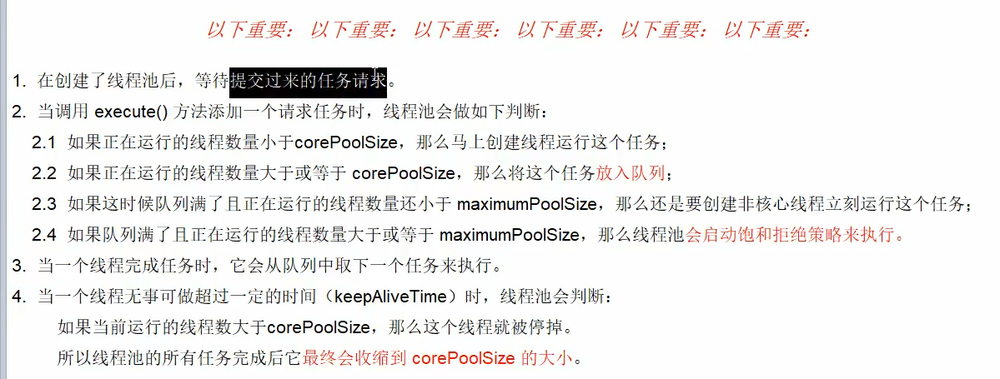 以下重要： 以下重要： 以下重要： 以下重要： 以下重要： 以下重要：
1. 在创建了线程池后，等待提交过来的任务请求。
2. 当调用 execute() 方法添加一个请求任务时，线程池会做如下判断：
2.1 如果正在运行的线程数量小于corePoolSize，那么马上创建线程运行这个任务；
2.2 如果正在运行的线程数量大于或等于 corePoolSize，那么将这个任务放入队列；
2.3 如果这时候队列满了且正在运行的线程数量还小于 maximumPoolSize，那么还是要创建非核心线程立刻运行这个任务；
2.4 如果队列满了且正在运行的线程数量大于或等于 maximumPoolSize，那么线程池会启动饱和拒绝策略来执行。
3. 当一个线程完成任务时，它会从队列中取下一个任务来执行。
4. 当一个线程无事可做超过一定的时间（keepAliveTime）时，线程池会判断：
如果当前运行的线程数大于corePoolSize，那么这个线程就被停掉。
所以线程池的所有任务完成后它最终会收缩到 corePoolSize 的大小。